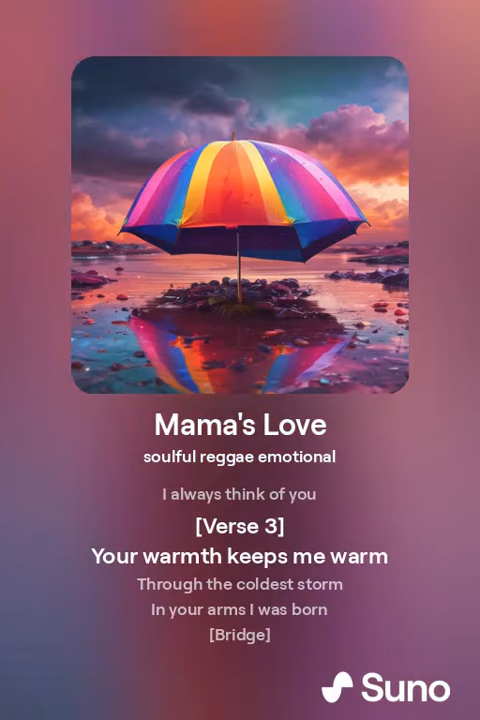 Mama's Love
soulful reggae emotional
I always think of you
[Verse 3]
Your warmth keeps me warm
Through the coldest storm
In your arms I was born
[Bridge]
Suno